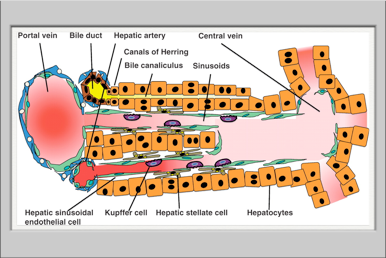 Portal vein
Bile duct
Hepatic artery
Central vein
Canals of Herring
Bile canaliculus
Sinusoids
Hepatic sinusoidal
endothelial cell
Kupffer cell
Hepatic stellate cell
Hepatocytes